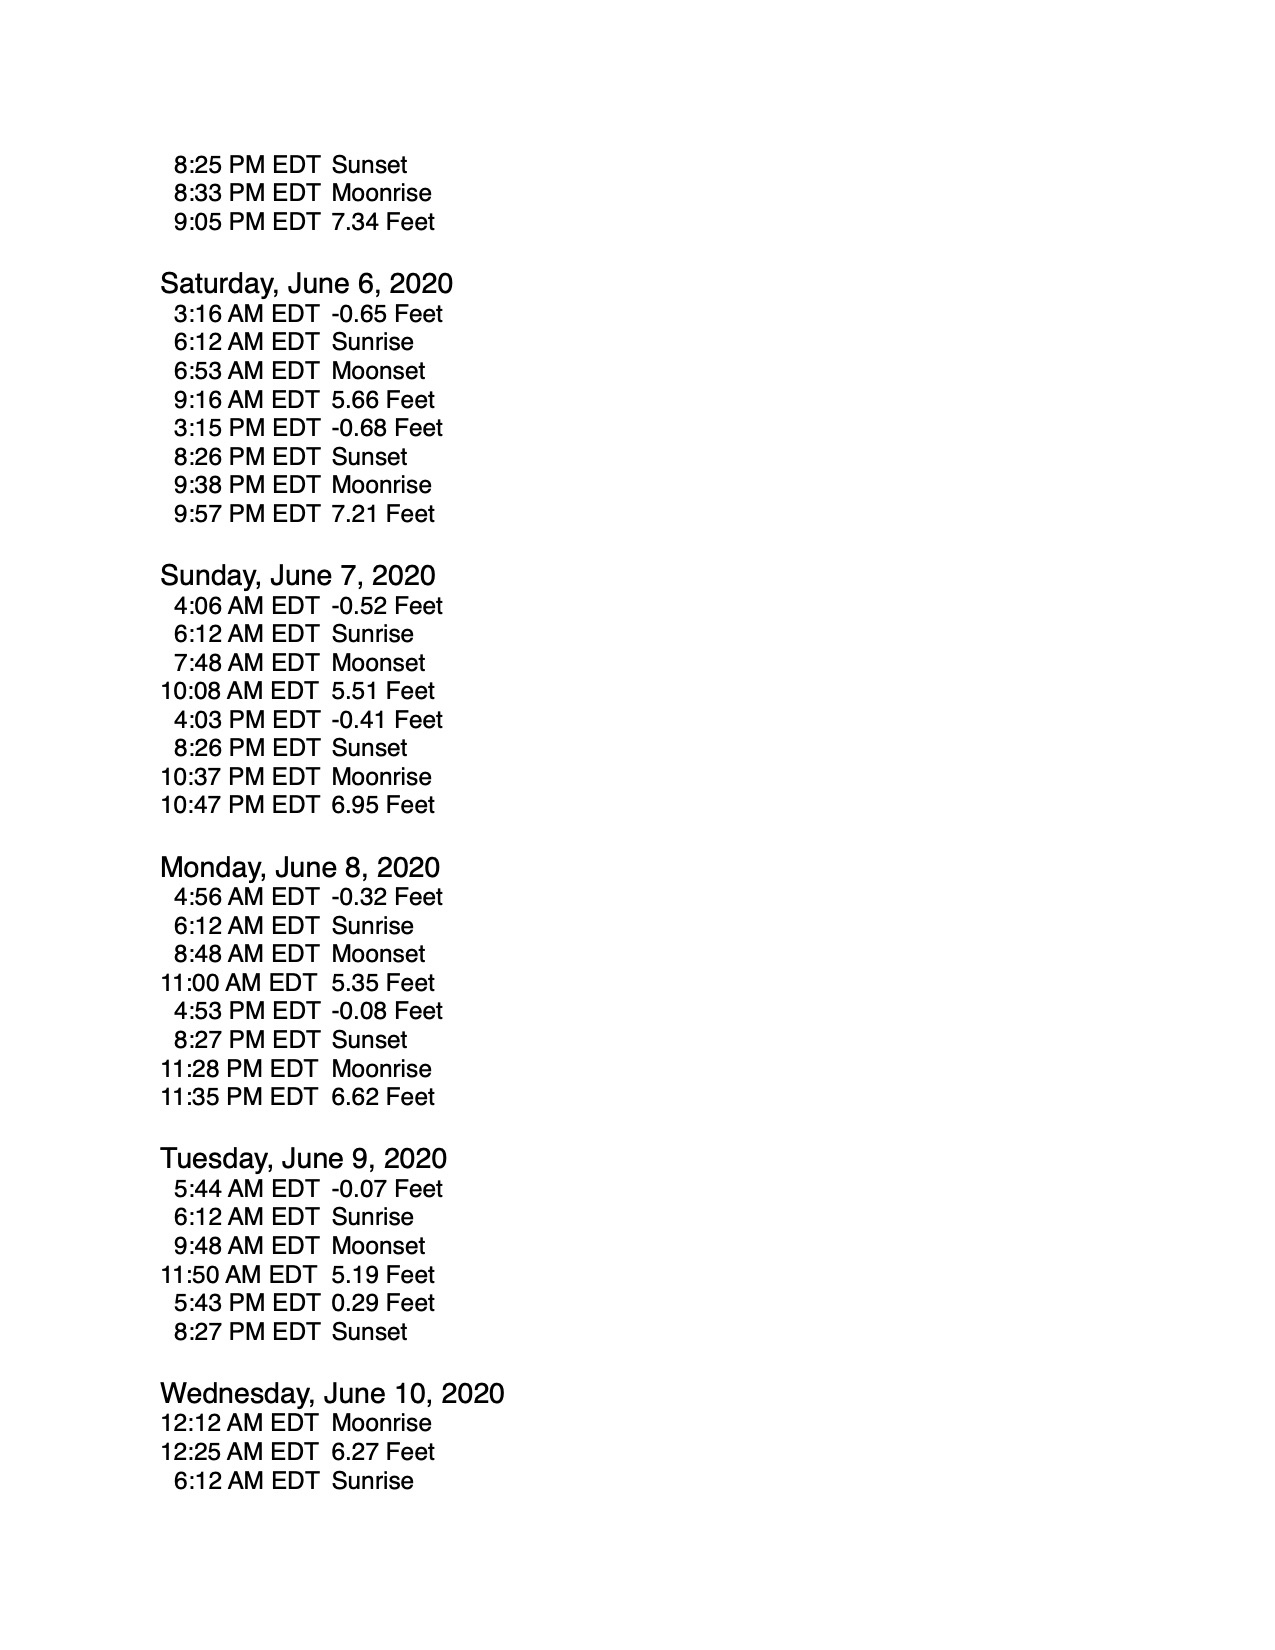 8:25 PM EDT Sunset
8:33 PM EDT Moonrise
9:05 PM EDT 7.34 Feet
Saturday, June 6, 2020
3:16 AM EDT -0.65 Feet
6:12 AM EDT Sunrise
6:53 AM EDT Moonset
9:16 AM EDT 5.66 Feet
3:15 PM EDT -0.68 Feet
8:26 PM EDT Sunset
9:38 PM EDT Moonrise
9:57 PM EDT 7.21 Feet
Sunday, June 7, 2020
4:06 AM EDT -0.52 Feet
6:12 AM EDT Sunrise
7:48 AM EDT Moonset
10:08 AM EDT 5.51 Feet
4:03 PM EDT -0.41 Feet
8:26 PM EDT Sunset
10:37 PM EDT Moonrise
10:47 PM EDT 6.95 Feet
Monday, June 8, 2020
4:56 AM EDT -0.32 Feet
6:12 AM EDT Sunrise
8:48 AM EDT Moonset
11:00 AM EDT 5.35 Feet
4:53 PM EDT -0.08 Feet
8:27 PM EDT Sunset
11:28 PM EDT Moonrise
11:35 PM EDT 6.62 Feet
Tuesday, June 9, 2020
5:44 AM EDT -0.07 Feet
6:12 AM EDT Sunrise
9:48 AM EDT Moonset
11:50 AM EDT 5.19 Feet
5:43 PM EDT 0.29 Feet
8:27 PM EDT Sunset
Wednesday, June 10, 2020
12:12 AM EDT Moonrise
12:25 AM EDT 6.27 Feet
6:12 AM EDT Sunrise